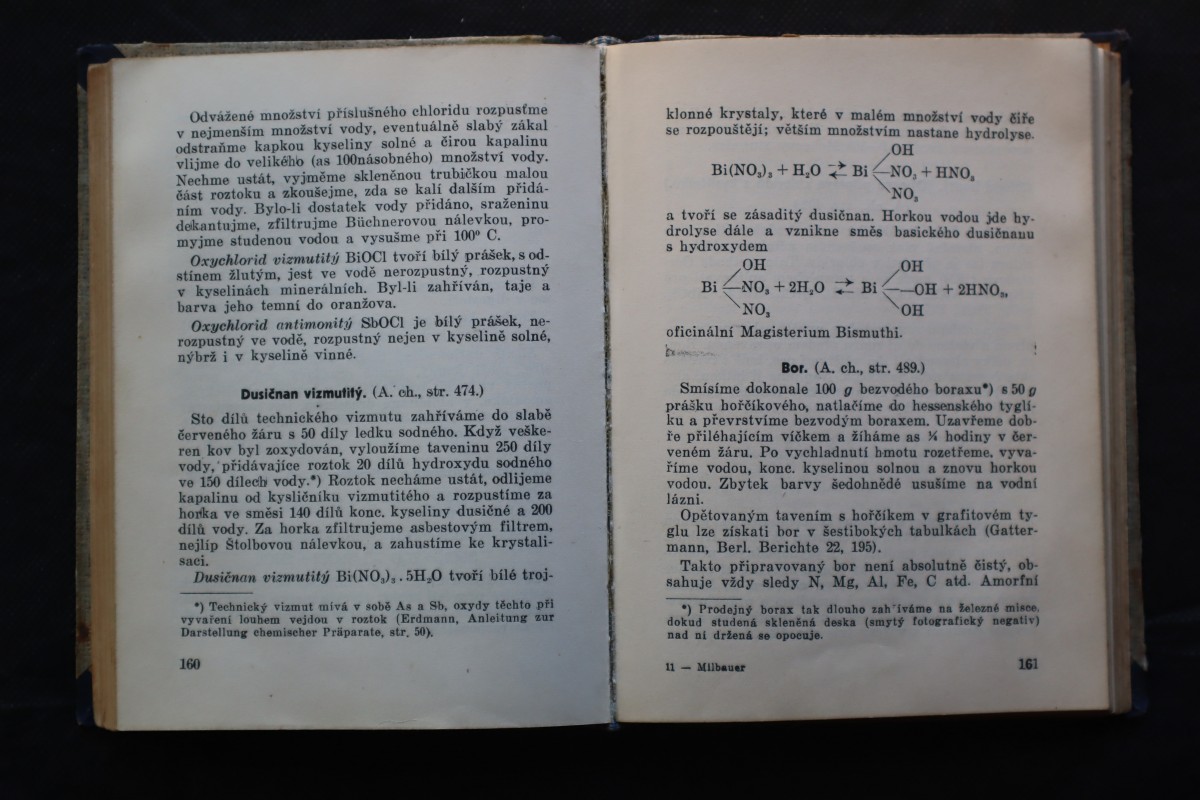 Odvážené množství příslušného chloridu rozpusťme
v nejmenším množství vody, eventuálně slabý zákal
odstraňme kapkou kyseliny solné a čirou kapalinu
vlijme do velikého (as 100násobného) množství vody.
Nechme ustát, vyjměme skleněnou trubičkou malou
část roztoku a zkoušejme, zda se kalí dalším přidá-
ním vody. Bylo-li dostatek vody přidáno, sraženinu
dekantujme, zfiltrujme Büchnerovou nálevkou, pro-
myjme studenou vodou a vysušme při 100° C.
Oxychlorid vizmutitý BiOCl tvoří bílý prášek, s od-
stínem žlutým, jest ve vodě nerozpustný, rozpustný
v kyselinách minerálních. Byl-li zahříván, taje a
barva jeho temní do oranžova.
Oxychlorid antimonitý SbOCl je bílý prášek, ne-
rozpustný ve vodě, rozpustný nejen v kyselině solné,
nýbrž i v kyselině vinné.
Dusičnan vizmutitý. (A. ch., str. 474.)
Sto dílů technického vizmutu zahříváme do slabě
červeného žáru s 50 díly ledku sodného. Když veške-
ren kov byl zoxydován, vyloužíme taveninu 250 díly
vody, přidávajíce roztok 20 dílů hydroxydu sodného
ve 150 dílech vody.*) Roztok necháme ustát, odlijeme
kapalinu od kysličníku vizmutitého a rozpustíme za
horka ve směsi 140 dílů konc. kyseliny dusičné a 200
dílů vody. Za horka zfiltrujeme asbestovým filtrem,
nejlíp Štolbovou nálevkou, a zahustíme ke krystali-
saci.
Dusičnan vizmutitý Bi(NO₃)₃.5H₂O tvoří bílé troj-
*) Technický vizmut mívá v sobě As a Sb, oxydy těchto při
vyvaření louhem vejdou v roztok (Erdmann, Anleitung zur
Darstellung chemischer Präparate, str. 50).
160
klonné krystaly, které v malém množství vody čiře
se rozpouštějí; větším množstvím nastane hydrolyse.
OH
Bi(NO₃)₃ + H₂O ⇄ Bi—NO₃ + HNO₃
NO₃
a tvoří se zásaditý dusičnan. Horkou vodou jde hy-
drolyse dále a vznikne směs basického dusičnanu
s hydroxydem
OH OH
Bi—NO₃ + 2H₂O ⇄ Bi—OH + 2HNO₃,
NO₃ OH
oficinální Magisterium Bismuthi.
Bor. (A. ch., str. 489.)
Smísíme dokonale 100 g bezvodého boraxu*) s 50 g
prášku hořčíkového, natlačíme do hessenského tyglí-
ku a převrstvíme bezvodým boraxem. Uzavřeme dob-
ře přiléhajícím víčkem a žíháme as ¾ hodiny v čer-
veném žáru. Po vychladnutí hmotu rozetřeme, vyva-
říme vodou, konc. kyselinou solnou a znovu horkou
vodou. Zbytek barvy šedohnědé usušíme na vodní
lázni.
Opětovaným tavením s hořčíkem v grafitovém ty-
glu lze získati bor v šestibokých tabulkách (Gatter-
mann, Berl. Berichte 22, 195).
Takto připravovaný bor není absolutně čistý, ob-
sahuje vždy sledy N, Mg, Al, Fe, C atd. Amorfní
*) Prodejný borax tak dlouho zahříváme na železné misce,
dokud studená skleněná deska (smytý fotografický negativ)
nad ní držená se opocuje.
11 — Milbauer
161